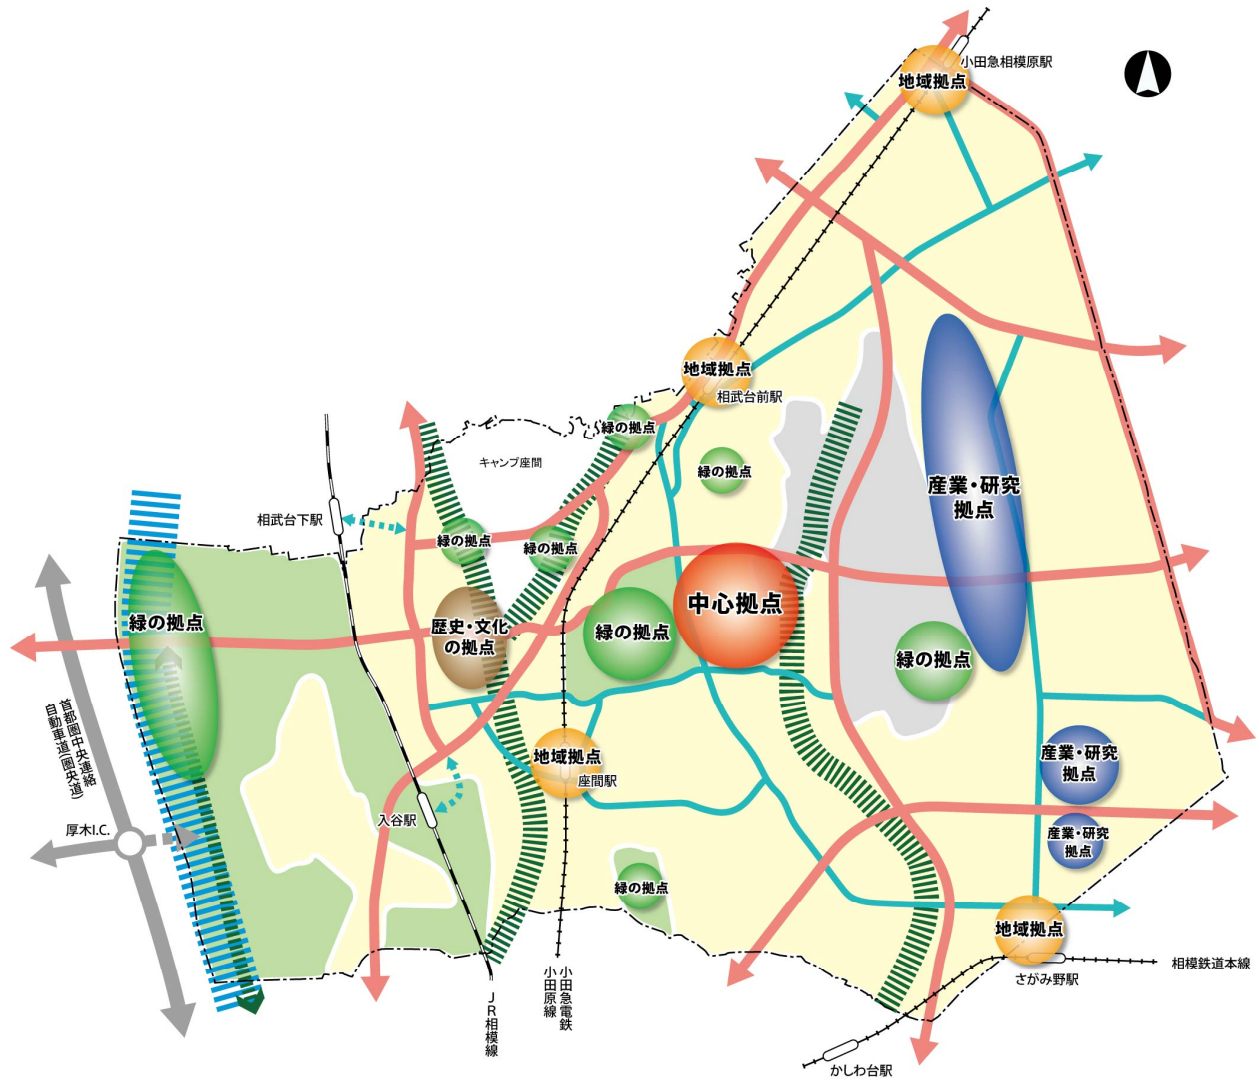 小田急相模原駅
地域拠点
地域拠点
相武台前駅
緑の拠点
キャンプ座間
緑の拠点
産業・研究
拠点
相武台下駅
緑の拠点
緑の拠点
中心拠点
緑の拠点
歴史・文化
の拠点
緑の拠点
緑の拠点
首都圏中央連絡
自動車道(圏央道)
地域拠点
座間駅
産業・研究
拠点
入谷駅
厚木I.C.
産業・研究
拠点
緑の拠点
地域拠点
さがみ野駅
相模鉄道本線
小田急電鉄
小田原線
JR相模線
かしわ台駅